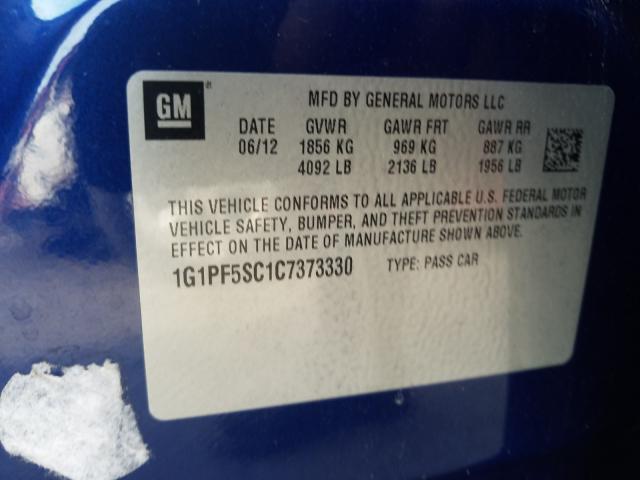 GM
MFD BY GENERAL MOTORS LLC
DATE GVWR GAWR FRT GAWR RR
06/12 1856 KG 969 KG 887 KG
4092 LB 2136 LB 1956 LB
THIS VEHICLE CONFORMS TO ALL APPLICABLE U.S. FEDERAL MOTOR
VEHICLE SAFETY, BUMPER, AND THEFT PREVENTION STANDARDS IN
EFFECT ON THE DATE OF MANUFACTURE SHOWN ABOVE.
1G1PF5SC1C7373330 TYPE: PASS CAR